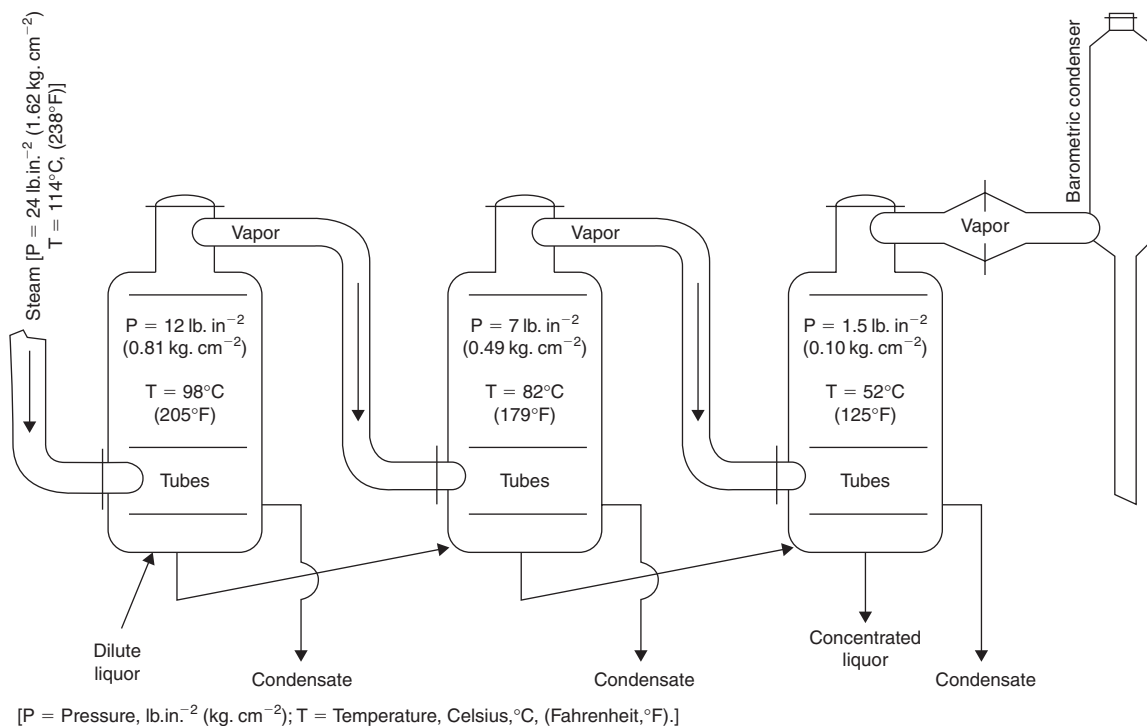 Steam [P = 24 lb.in.⁻² (1.62 kg. cm⁻²)
T = 114°C, (238°F)]
Barometric condenser
Vapor
Vapor
Vapor
P = 12 lb. in⁻²
(0.81 kg. cm⁻²)
T = 98°C
(205°F)
Tubes
P = 7 lb. in⁻²
(0.49 kg. cm⁻²)
T = 82°C
(179°F)
Tubes
P = 1.5 lb. in⁻²
(0.10 kg. cm⁻²)
T = 52°C
(125°F)
Tubes
Dilute
liquor
Condensate
Condensate
Concentrated
liquor
Condensate
[P = Pressure, lb.in.⁻² (kg. cm⁻²); T = Temperature, Celsius,°C, (Fahrenheit,°F).]